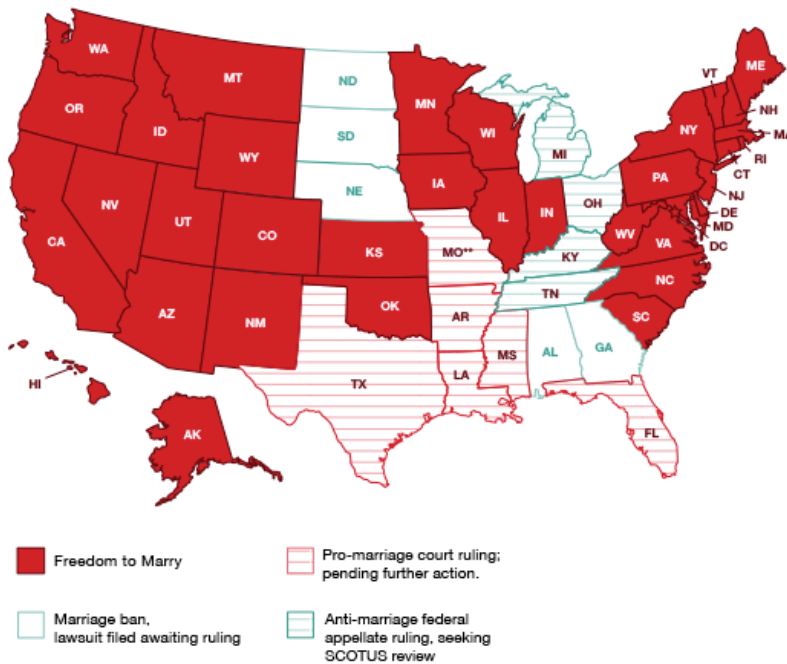 WA
MT
ND
MN
VT
ME
OR
ID
SD
WI
MI
NY
NH
MA
WY
RI
CT
NE
IA
PA
NJ
NV
UT
CO
IL
IN
OH
DE
MD
DC
CA
KS
MO**
KY
WV
VA
AZ
NM
OK
AR
TN
NC
SC
MS
AL
GA
HI
TX
LA
FL
AK
Freedom to Marry
Pro-marriage court ruling;
pending further action.
Marriage ban,
lawsuit filed awaiting ruling
Anti-marriage federal
appellate ruling, seeking
SCOTUS review